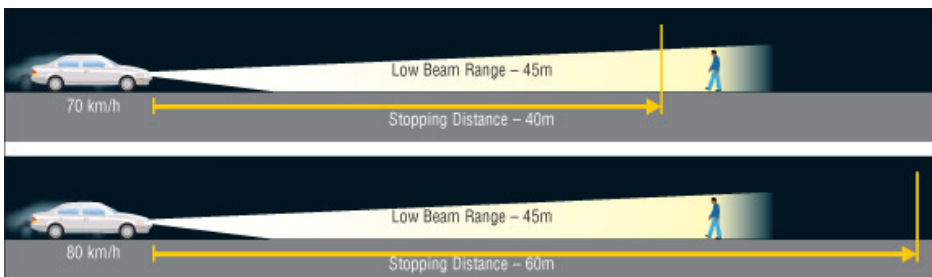 Low Beam Range – 45m
70 km/h
Stopping Distance – 40m
Low Beam Range – 45m
80 km/h
Stopping Distance – 60m